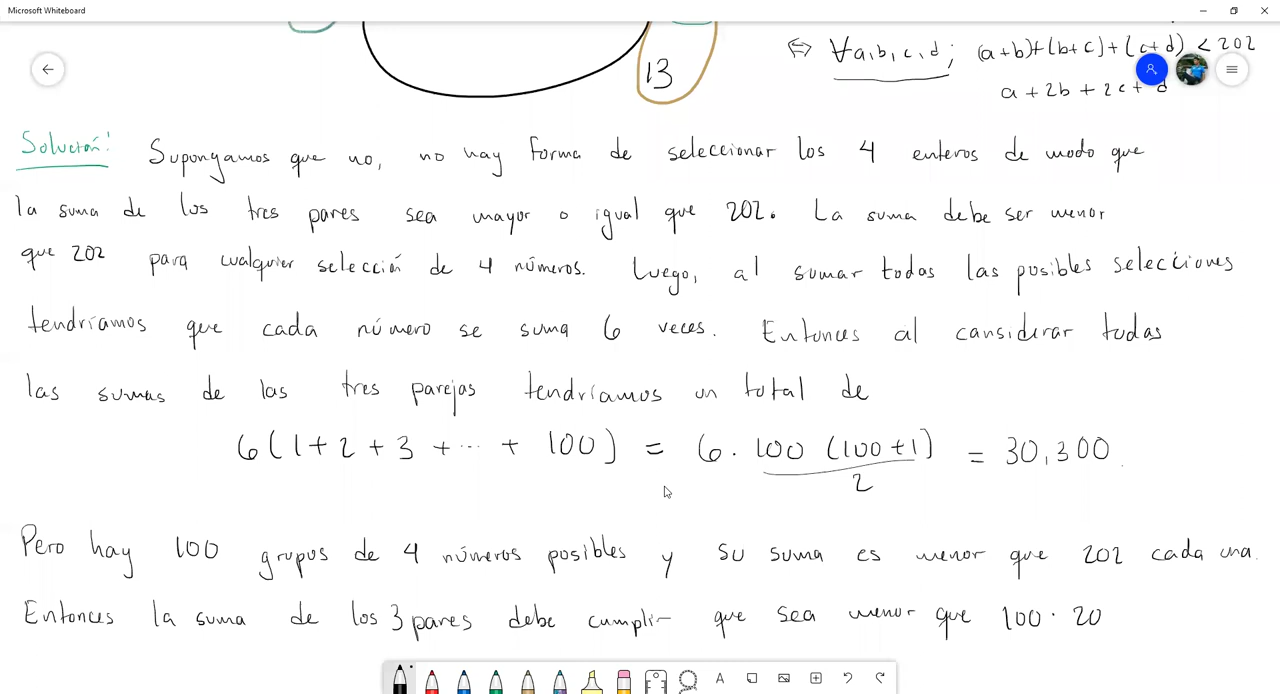 Microsoft Whiteboard
13
⇔ ∀a,b,c,d; (a+b)+(b+c)+(c+d) < 202
a + 2b + 2c + d
Solución: Supongamos que no, no hay forma de seleccionar los 4 enteros de modo que
la suma de los tres pares sea mayor o igual que 202. La suma debe ser menor
que 202 para cualquier selección de 4 números. Luego, al sumar todas las posibles selecciones
tendríamos que cada número se suma 6 veces. Entonces al considerar todas
las sumas de las tres parejas tendríamos un total de
6(1+2+3+⋯+100) = 6·100(100+1)/2 = 30,300.
Pero hay 100 grupos de 4 números posibles y su suma es menor que 202 cada una.
Entonces la suma de los 3 pares debe cumplir que sea menor que 100·20
A